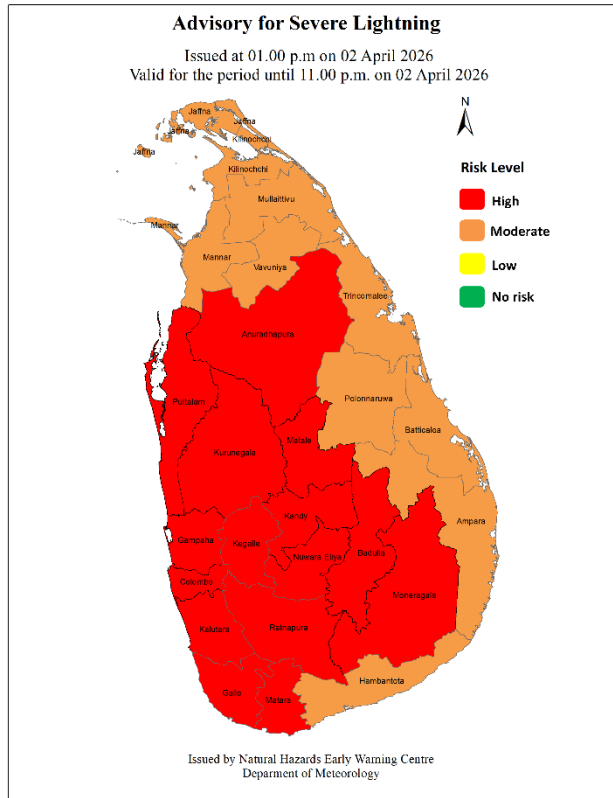 Advisory for Severe Lightning
Issued at 01.00 p.m on 02 April 2026
Valid for the period until 11.00 p.m. on 02 April 2026
N
Risk Level
High
Moderate
Low
No risk
Jaffna
Jaffna
Jaffna
Jaffna
Kilinochchi
Kilinochchi
Mullaittivu
Mannar
Mannar
Vavuniya
Trincomalee
Anuradhapura
Puttalam
Polonnaruwa
Batticaloa
Matale
Kurunegala
Kandy
Ampara
Gampaha
Kegalle
Nuwara Eliya
Badulla
Colombo
Moneragala
Kalutara
Ratnapura
Hambantota
Galle
Matara
Issued by Natural Hazards Early Warning Centre
Deparment of Meteorology